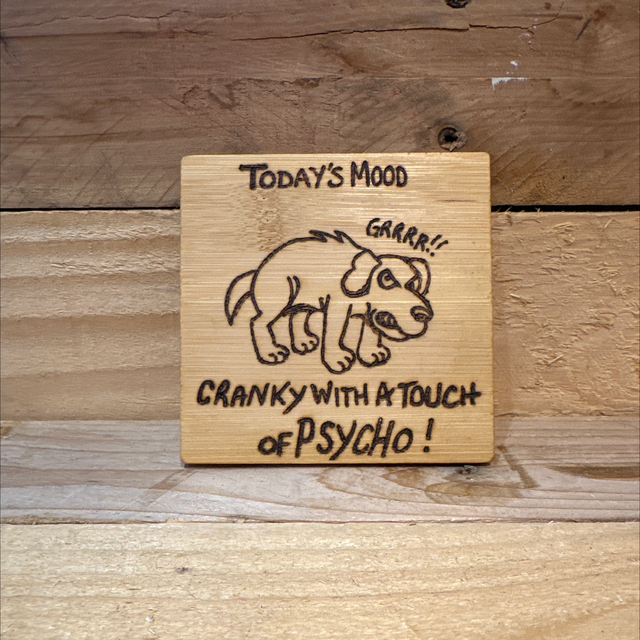 TODAY'S MOOD
GRRRR!!
CRANKY WITH A TOUCH
OF PSYCHO!